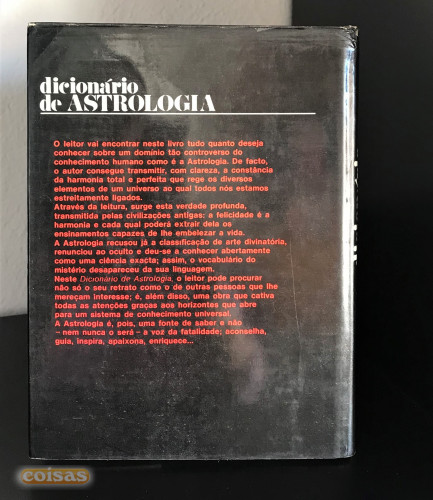 dicionário
de ASTROLOGIA
O leitor vai encontrar neste livro tudo quanto deseja
conhecer sobre um domínio tão controverso do
conhecimento humano como é a Astrologia. De facto,
o autor consegue transmitir, com clareza, a constância
da harmonia total e perfeita que rege os diversos
elementos de um universo ao qual todos nós estamos
estreitamente ligados.
Através da leitura, surge esta verdade profunda,
transmitida pelas civilizações antigas: a felicidade é a
harmonia e cada qual poderá extrair dela os
ensinamentos capazes de lhe embelezar a vida.
A Astrologia recusou já a classificação de arte divinatória,
renunciou ao oculto e deu-se a conhecer abertamente
como uma ciência exacta; assim, o vocabulário do
mistério desapareceu da sua linguagem.
Neste Dicionário de Astrologia, o leitor pode procurar
não só o seu retrato como o de outras pessoas que lhe
mereçam interesse; é, além disso, uma obra que cativa
todas as atenções graças aos horizontes que abre
para um sistema de conhecimento universal.
A Astrologia é, pois, uma fonte de saber e não
— nem nunca o será — a voz da fatalidade; aconselha,
guia, inspira, apaixona, enriquece...
coisas